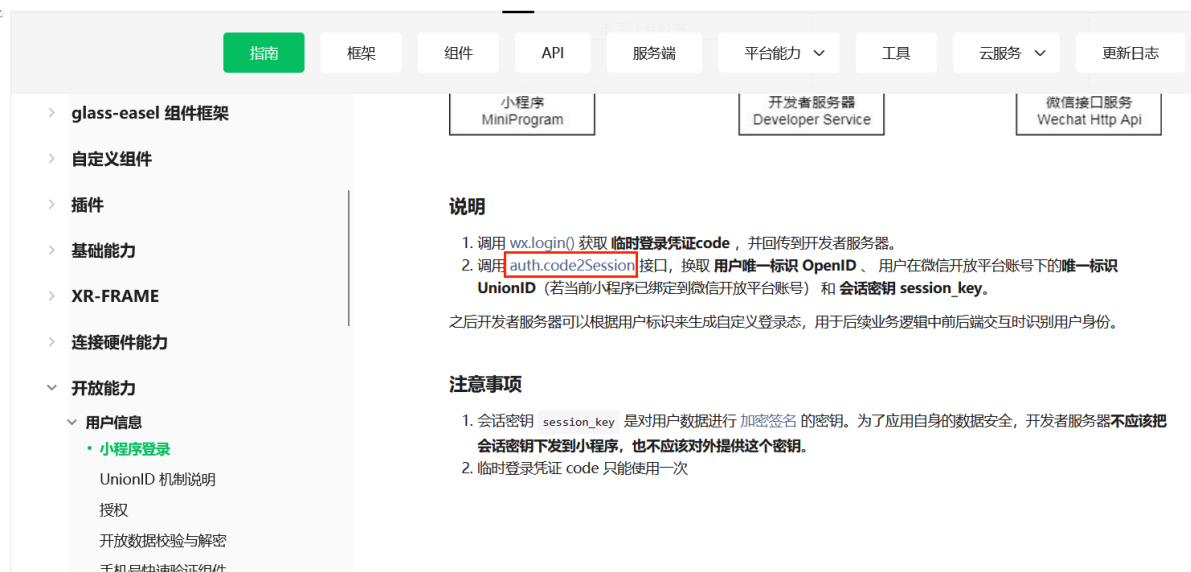 指南 框架 组件 API 服务端 平台能力 工具 云服务 更新日志
glass-easel 组件框架
自定义组件
插件
基础能力
XR-FRAME
连接硬件能力
开放能力
用户信息
• 小程序登录
UnionID 机制说明
授权
开放数据校验与解密
手机号快速验证组件
小程序
MiniProgram
开发者服务器
Developer Service
微信接口服务
Wechat Http Api
说明
1. 调用 wx.login() 获取 临时登录凭证code ，并回传到开发者服务器。
2. 调用 auth.code2Session 接口，换取 用户唯一标识 OpenID 、 用户在微信开放平台账号下的唯一标识
UnionID（若当前小程序已绑定到微信开放平台账号） 和 会话密钥 session_key。
之后开发者服务器可以根据用户标识来生成自定义登录态，用于后续业务逻辑中前后端交互时识别用户身份。
注意事项
1. 会话密钥 session_key 是对用户数据进行 加密签名 的密钥。为了应用自身的数据安全，开发者服务器不应该把
会话密钥下发到小程序，也不应该对外提供这个密钥。
2. 临时登录凭证 code 只能使用一次